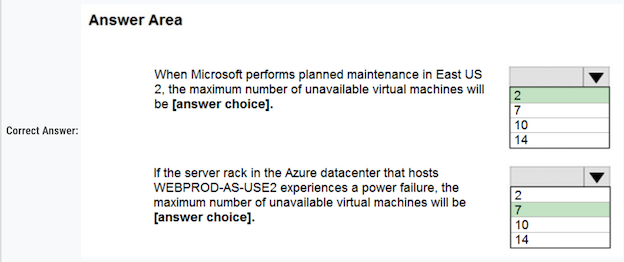 Answer Area
When Microsoft performs planned maintenance in East US
2, the maximum number of unavailable virtual machines will
be [answer choice].
2
7
10
14
Correct Answer:
If the server rack in the Azure datacenter that hosts
WEBPROD-AS-USE2 experiences a power failure, the
maximum number of unavailable virtual machines will be
[answer choice].
2
7
10
14